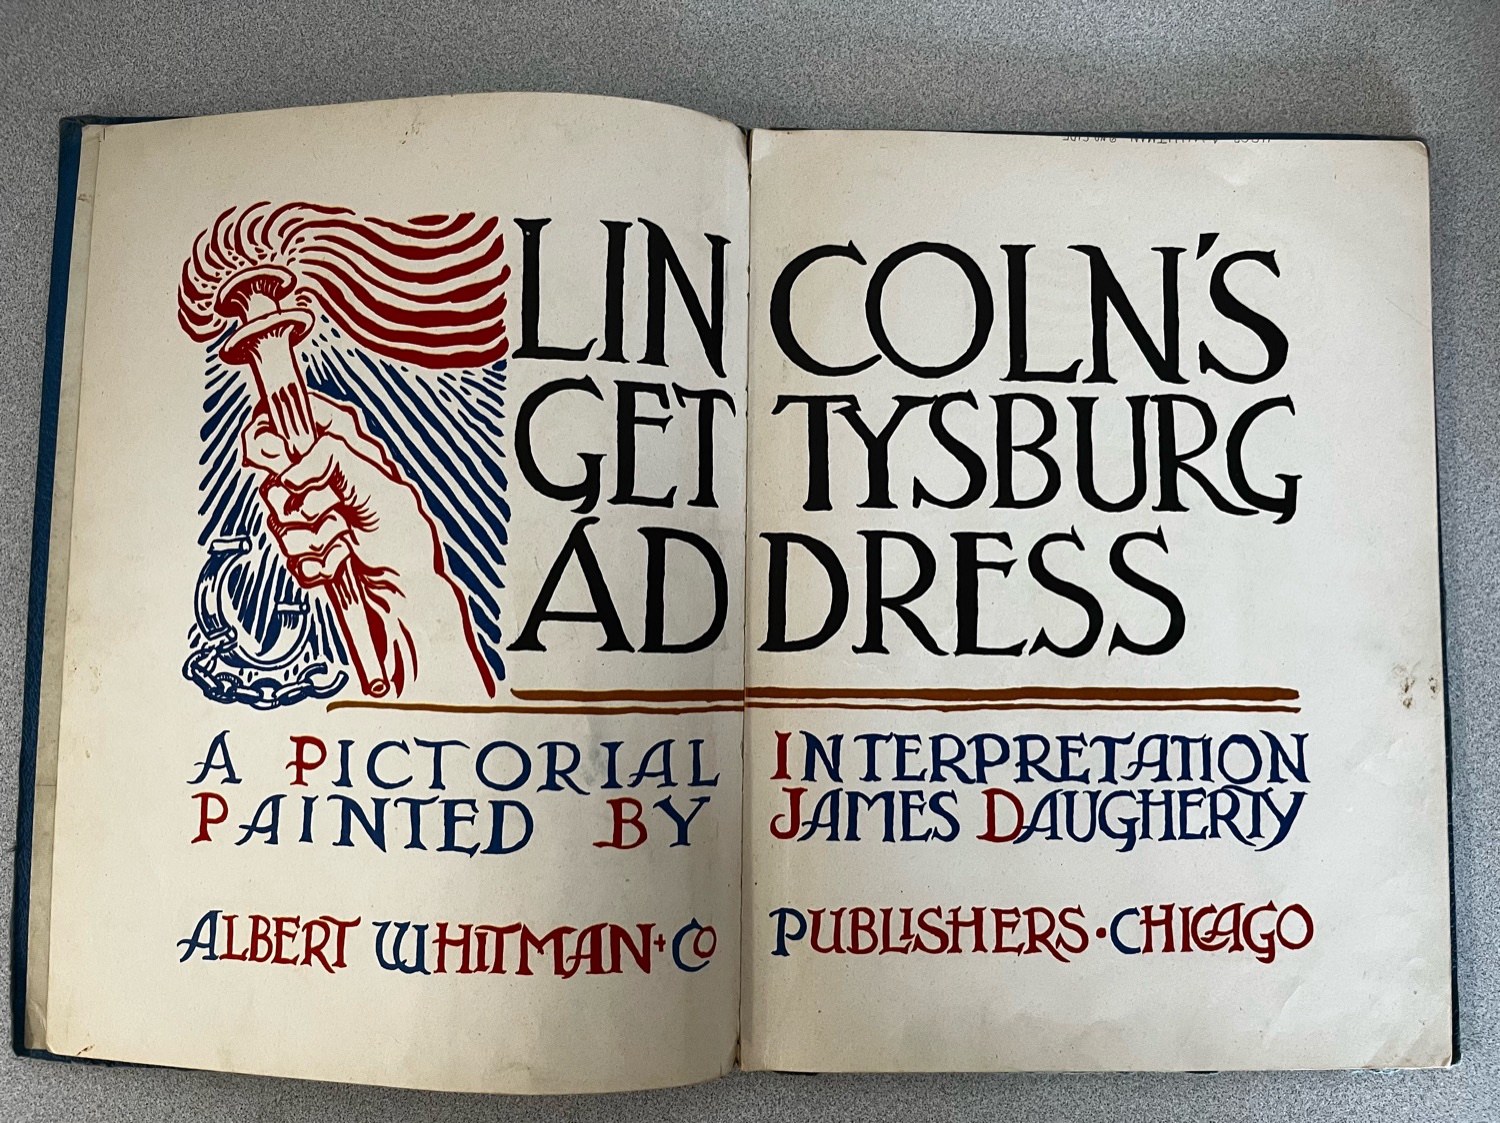 LINCOLN'S
GETTYSBURG
ADDRESS
A PICTORIAL INTERPRETATION
PAINTED BY JAMES DAUGHERTY
ALBERT WHITMAN + CO PUBLISHERS · CHICAGO